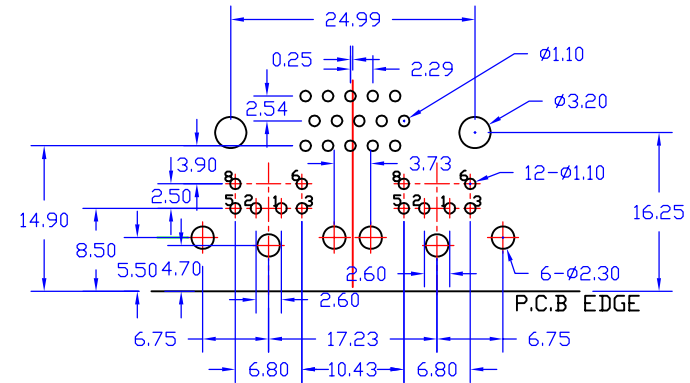 24.99
0.25
2.29
Ø1.10
2.54
Ø3.20
3.90
3.73
12-Ø1.10
8 6 8 6
2.50
5 2 1 3 5 2 1 3
14.90
16.25
8.50
5.50 4.70
2.60
6-Ø2.30
2.60
P.C.B EDGE
6.75
17.23
6.75
6.80
10.43
6.80